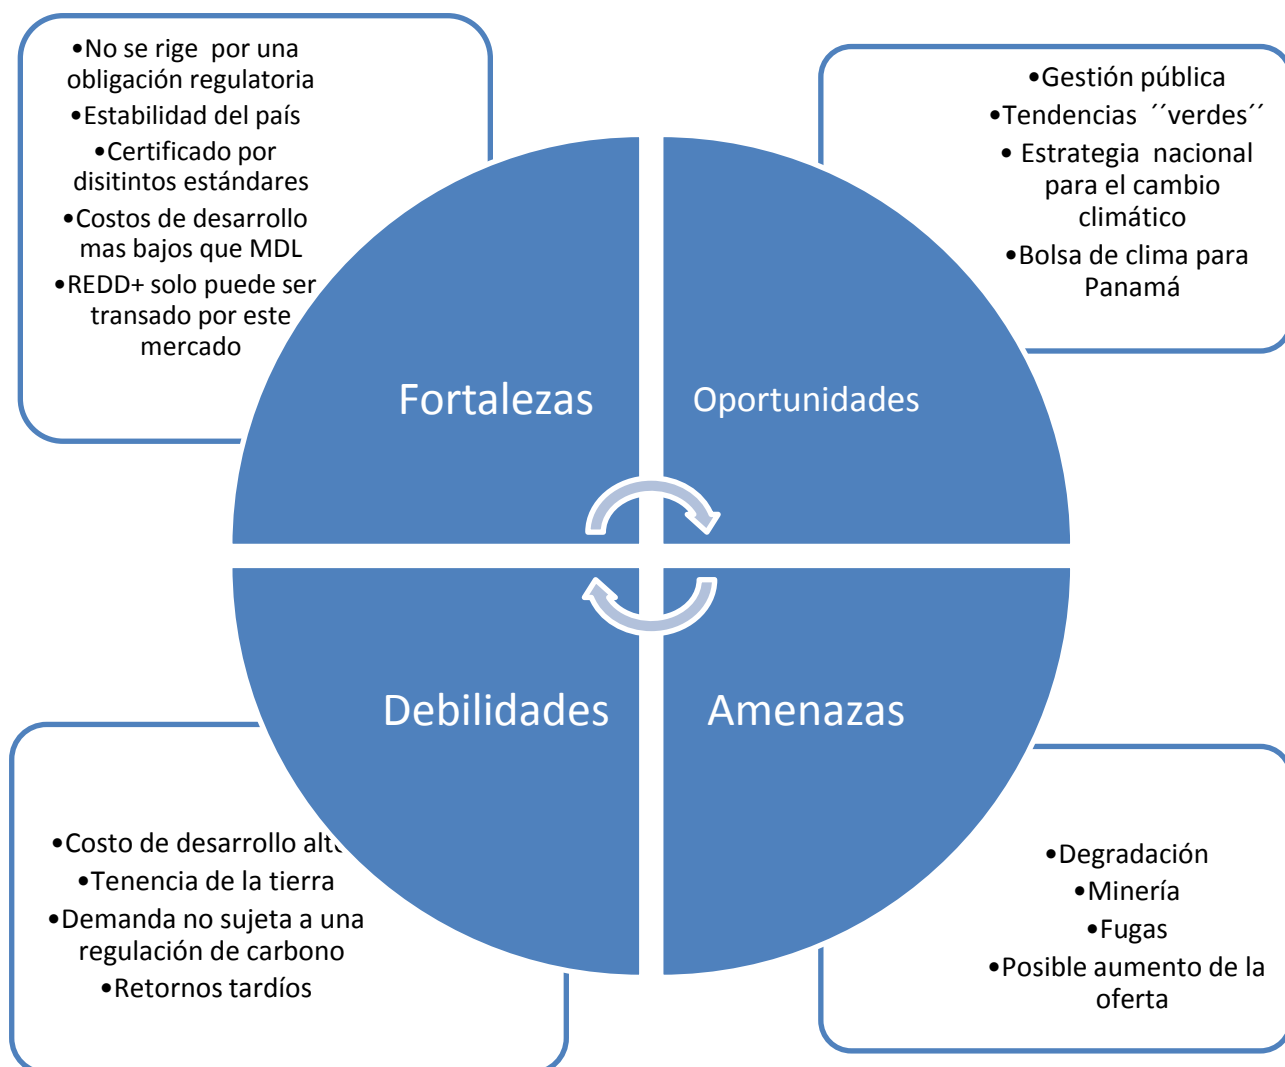 •No se rige por una
obligación regulatoria
•Estabilidad del país
•Certificado por
disitintos estándares
•Costos de desarrollo
mas bajos que MDL
•REDD+ solo puede ser
transado por este
mercado
•Gestión pública
•Tendencias ´´verdes´´
• Estrategia nacional
para el cambio
climático
•Bolsa de clima para
Panamá
Fortalezas
Oportunidades
Debilidades
Amenazas
•Costo de desarrollo alto
•Tenencia de la tierra
•Demanda no sujeta a una
regulación de carbono
•Retornos tardíos
•Degradación
•Minería
•Fugas
•Posible aumento de la
oferta